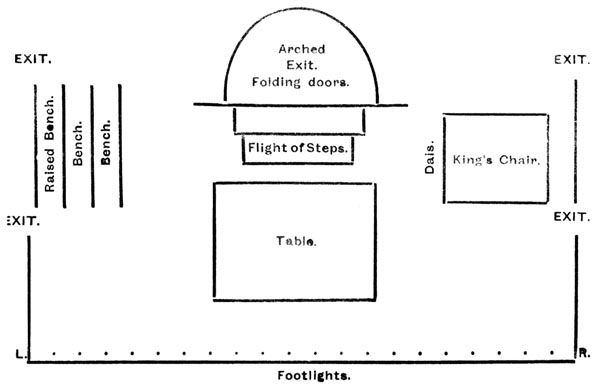 Arched
Exit.
Folding doors.
EXIT.
EXIT.
Raised Bench.
Bench.
Bench.
Flight of Steps.
Dais.
King's Chair.
EXIT.
EXIT.
Table.
L.
R.
Footlights.